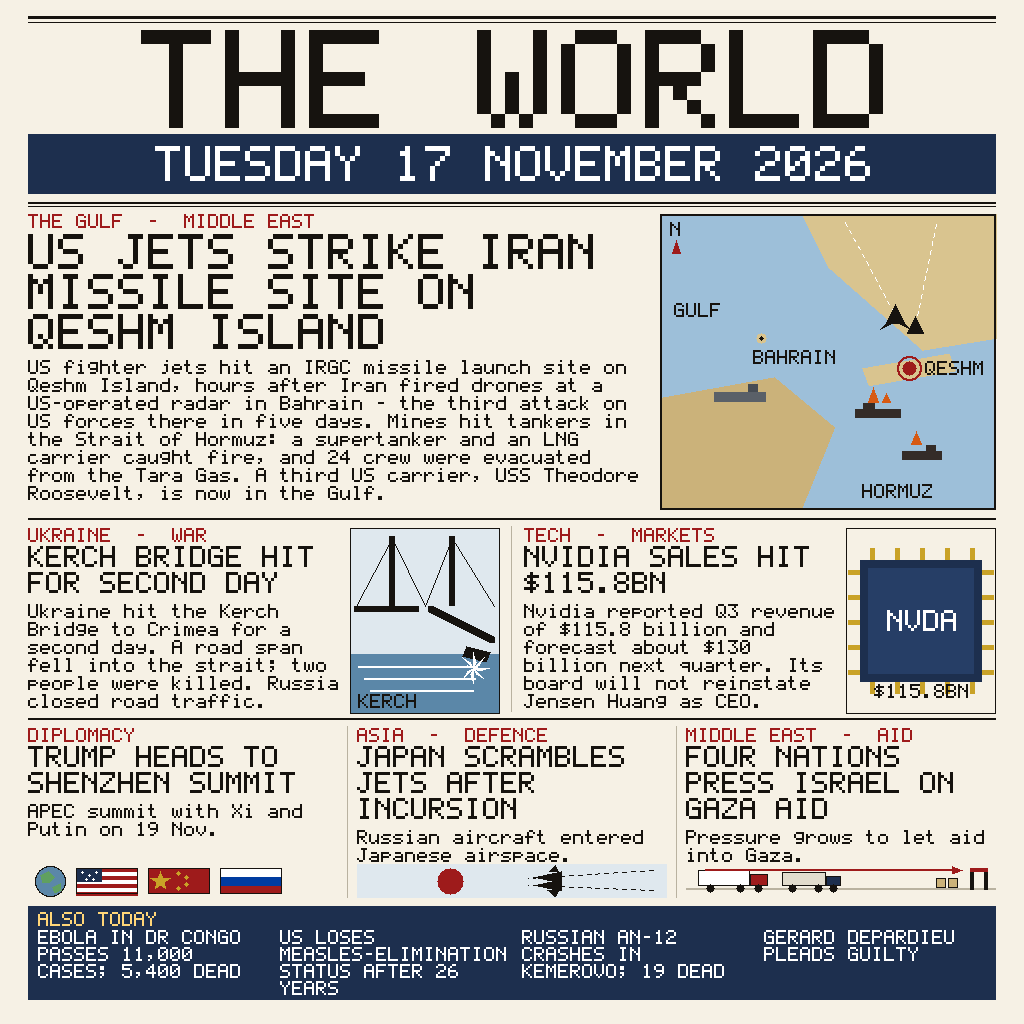 THE WORLD
TUESDAY 17 NOVEMBER 2026
THE GULF - MIDDLE EAST
US JETS STRIKE IRAN
MISSILE SITE ON
QESHM ISLAND
US fighter jets hit an IRGC missile launch site on
Qeshm Island, hours after Iran fired drones at a
US-operated radar in Bahrain - the third attack on
US forces there in five days. Mines hit tankers in
the Strait of Hormuz: a supertanker and an LNG
carrier caught fire, and 24 crew were evacuated
from the Tara Gas. A third US carrier, USS Theodore
Roosevelt, is now in the Gulf.
N
GULF
BAHRAIN
QESHM
HORMUZ
UKRAINE - WAR
KERCH BRIDGE HIT
FOR SECOND DAY
Ukraine hit the Kerch
Bridge to Crimea for a
second day. A road span
fell into the strait; two
people were killed. Russia
closed road traffic.
KERCH
TECH - MARKETS
NVIDIA SALES HIT
$115.8BN
Nvidia reported Q3 revenue
of $115.8 billion and
forecast about $130
billion next quarter. Its
board will not reinstate
Jensen Huang as CEO.
NVDA
$115.8BN
DIPLOMACY
TRUMP HEADS TO
SHENZHEN SUMMIT
APEC summit with Xi and
Putin on 19 Nov.
ASIA - DEFENCE
JAPAN SCRAMBLES
JETS AFTER
INCURSION
Russian aircraft entered
Japanese airspace.
MIDDLE EAST - AID
FOUR NATIONS
PRESS ISRAEL ON
GAZA AID
Pressure grows to let aid
into Gaza.
ALSO TODAY
EBOLA IN DR CONGO
PASSES 11,000
CASES; 5,400 DEAD
US LOSES
MEASLES-ELIMINATION
STATUS AFTER 26
YEARS
RUSSIAN AN-12
CRASHES IN
KEMEROVO; 19 DEAD
GERARD DEPARDIEU
PLEADS GUILTY